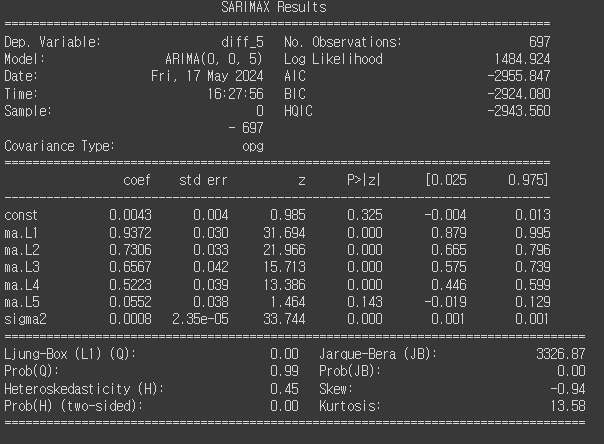 SARIMAX Results
==============================================================================
Dep. Variable: diff_5 No. Observations: 697
Model: ARIMA(0, 0, 5) Log Likelihood 1484.924
Date: Fri, 17 May 2024 AIC -2955.847
Time: 16:27:56 BIC -2924.080
Sample: 0 HQIC -2943.560
- 697
Covariance Type: opg
==============================================================================
coef std err z P>|z| [0.025 0.975]
------------------------------------------------------------------------------
const 0.0043 0.004 0.985 0.325 -0.004 0.013
ma.L1 0.9372 0.030 31.694 0.000 0.879 0.995
ma.L2 0.7306 0.033 21.966 0.000 0.665 0.796
ma.L3 0.6567 0.042 15.713 0.000 0.575 0.739
ma.L4 0.5223 0.039 13.386 0.000 0.446 0.599
ma.L5 0.0552 0.038 1.464 0.143 -0.019 0.129
sigma2 0.0008 2.35e-05 33.744 0.000 0.001 0.001
===================================================================================
Ljung-Box (L1) (Q): 0.00 Jarque-Bera (JB): 3326.87
Prob(Q): 0.99 Prob(JB): 0.00
Heteroskedasticity (H): 0.45 Skew: -0.94
Prob(H) (two-sided): 0.00 Kurtosis: 13.58
===================================================================================